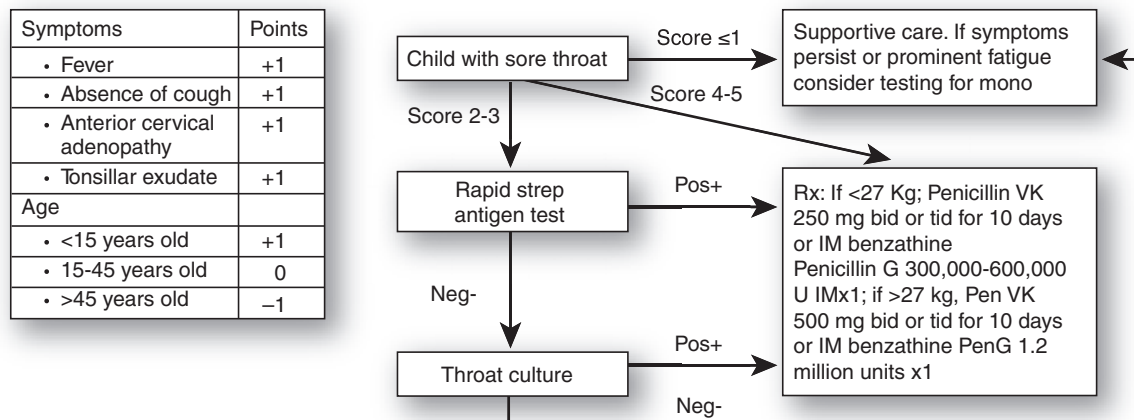 Symptoms Points
• Fever +1
• Absence of cough +1
• Anterior cervical
adenopathy +1
• Tonsillar exudate +1
Age
• <15 years old +1
• 15-45 years old 0
• >45 years old –1
Child with sore throat
Score ≤1
Supportive care. If symptoms
persist or prominent fatigue
consider testing for mono
Score 4-5
Score 2-3
Rapid strep
antigen test
Pos+
Rx: If <27 Kg; Penicillin VK
250 mg bid or tid for 10 days
or IM benzathine
Penicillin G 300,000-600,000
U IMx1; if >27 kg, Pen VK
500 mg bid or tid for 10 days
or IM benzathine PenG 1.2
million units x1
Neg-
Throat culture
Pos+
Neg-